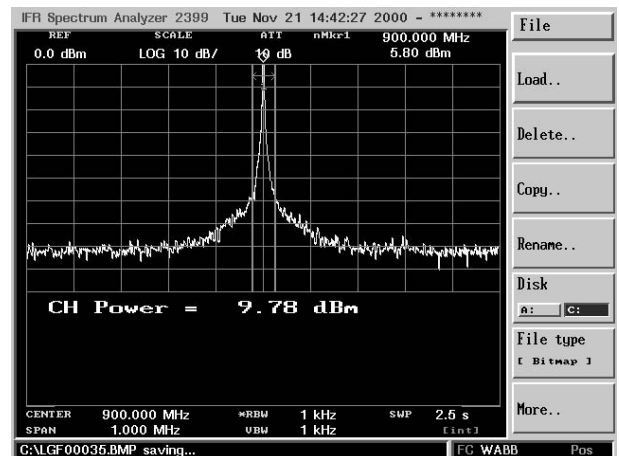 IFR Spectrum Analyzer 2399 Tue Nov 21 14:42:27 2000 - ********
File
REF SCALE ATT nMkr1 900.000 MHz
0.0 dBm LOG 10 dB/ 10 dB 5.80 dBm
Load..
Delete..
Copy..
Rename..
Disk
A: C:
CH Power = 9.78 dBm
File type
[ Bitmap ]
More..
CENTER 900.000 MHz *RBW 1 kHz SWP 2.5 s
SPAN 1.000 MHz VBW 1 kHz [int]
C:\LGF00035.BMP saving... FC WABB Pos